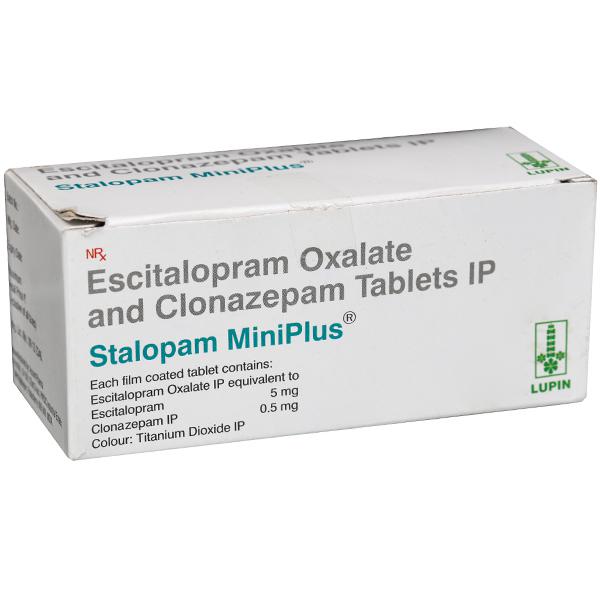 Escitalopram Oxalate
and Clonazepam Tablets IP
Stalopam MiniPlus®
LUPIN
NRx
Escitalopram Oxalate
and Clonazepam Tablets IP
Stalopam MiniPlus®
Each film coated tablet contains:
Escitalopram Oxalate IP equivalent to
Escitalopram 5 mg
Clonazepam IP 0.5 mg
Colour: Titanium Dioxide IP
LUPIN